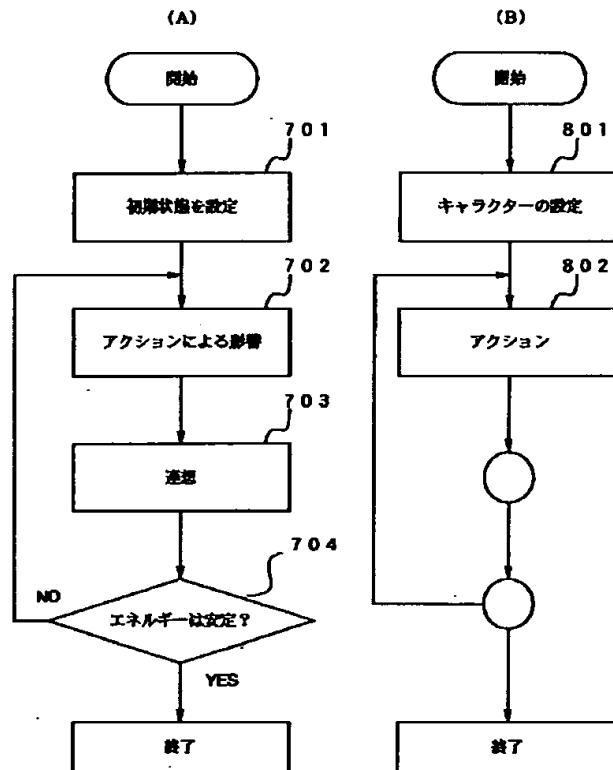 (A)
開始
701
初期状態を設定
702
アクションによる影響
703
連想
704
エネルギーは安定？
NO
YES
終了
(B)
開始
801
キャラクターの設定
802
アクション
終了